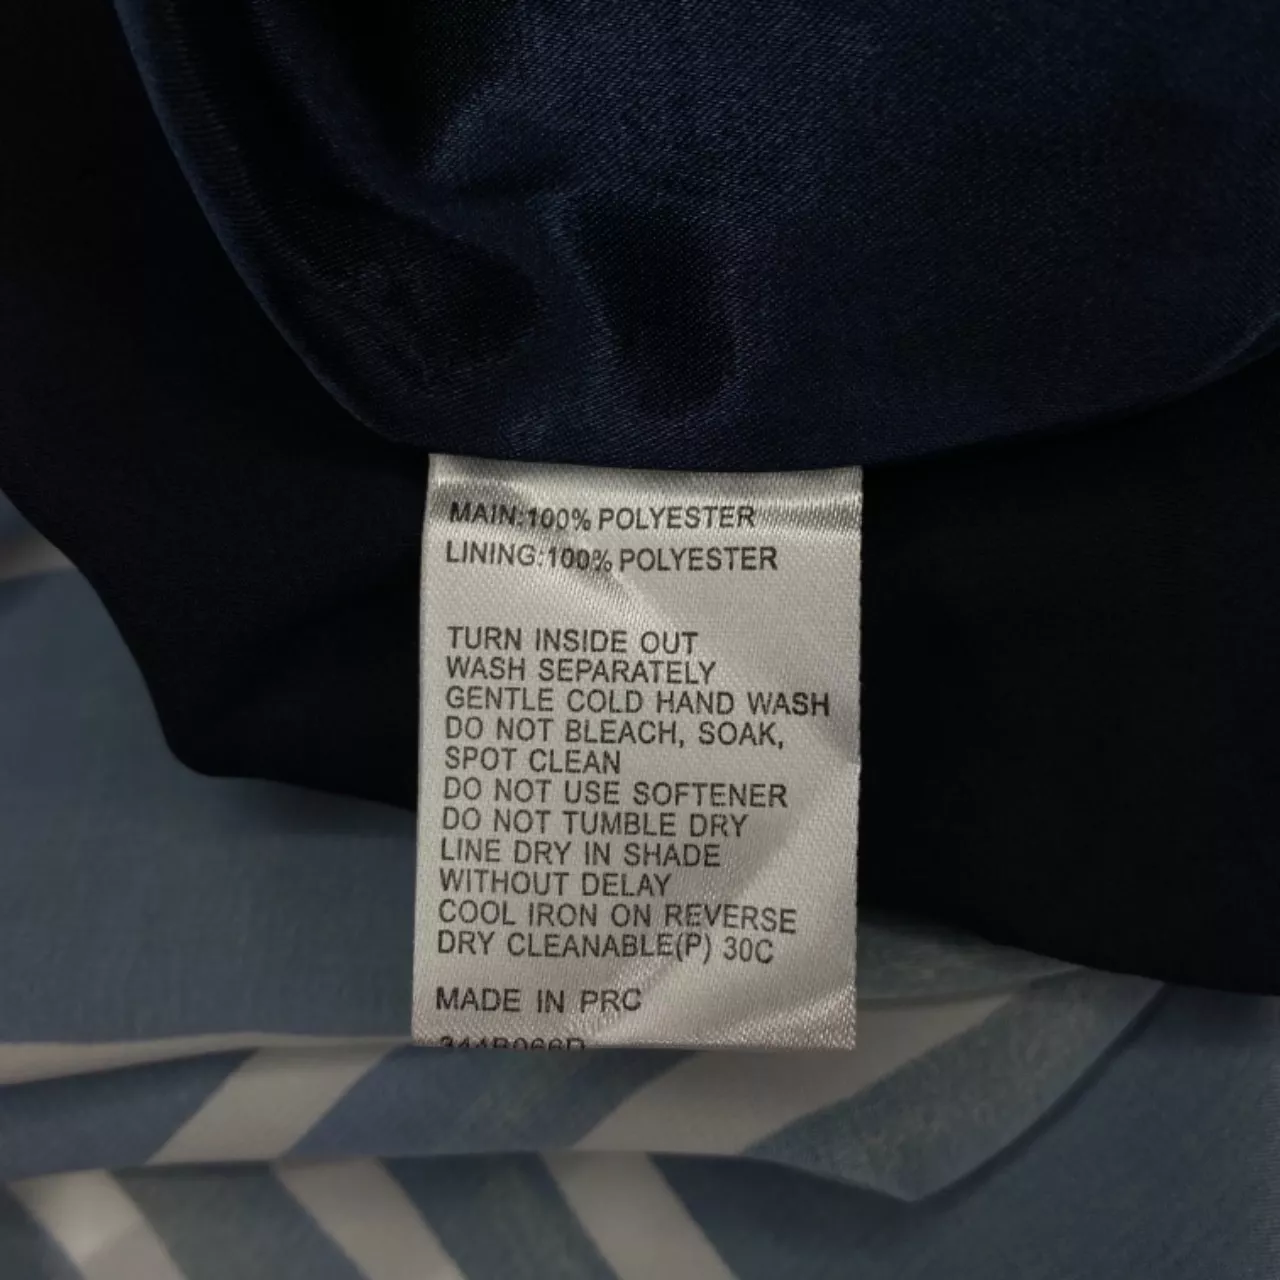 MAIN:100% POLYESTER
LINING:100% POLYESTER
TURN INSIDE OUT
WASH SEPARATELY
GENTLE COLD HAND WASH
DO NOT BLEACH, SOAK,
SPOT CLEAN
DO NOT USE SOFTENER
DO NOT TUMBLE DRY
LINE DRY IN SHADE
WITHOUT DELAY
COOL IRON ON REVERSE
DRY CLEANABLE(P) 30C
MADE IN PRC